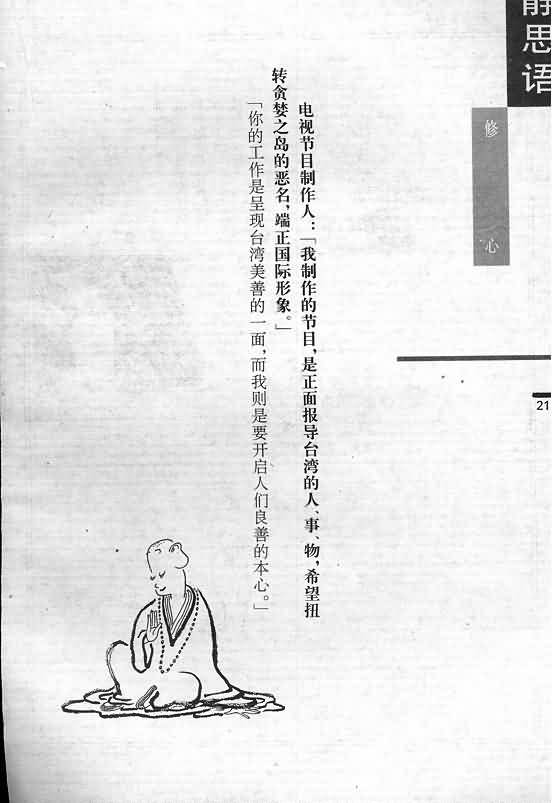 静思语
修心
21
电视节目制作人：「我制作的节目，是正面报导台湾的人、事、物，希望扭
转贪婪之岛的恶名，端正国际形象。」
「你的工作是呈现台湾美善的一面，而我则是要开启人们良善的本心。」